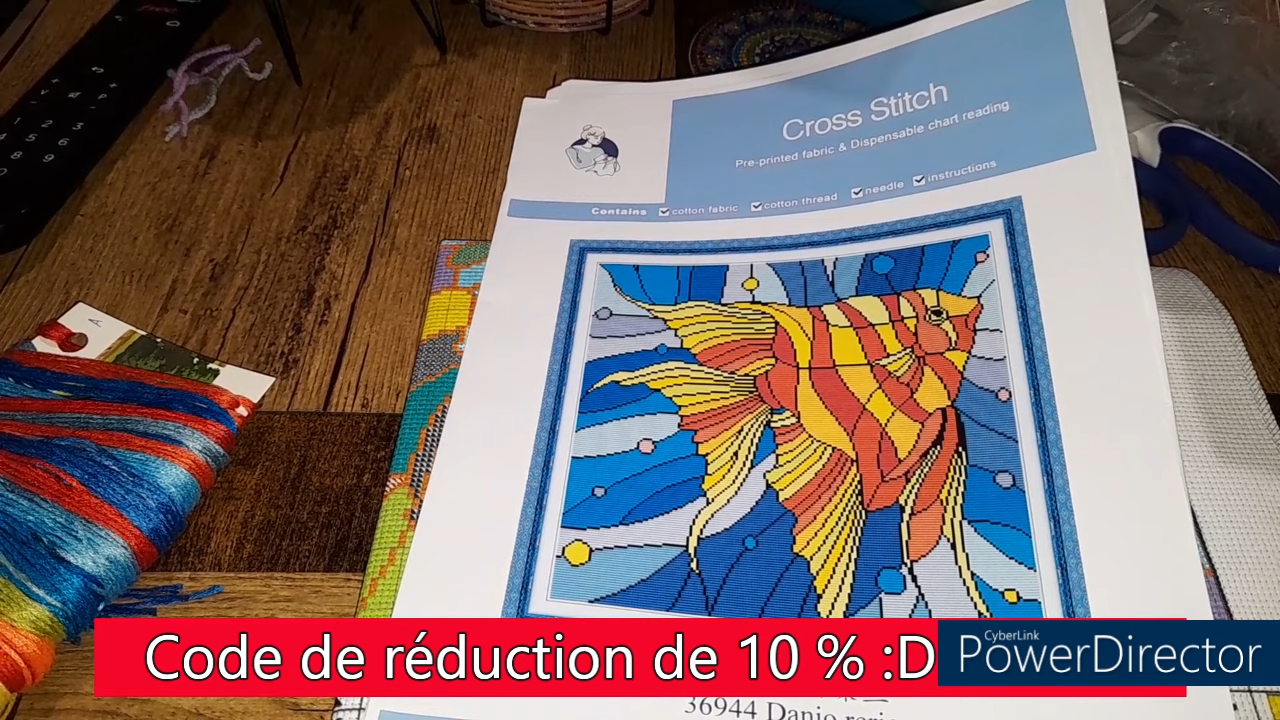 Cross Stitch
Pre-printed fabric & Dispensable chart reading
Contains cotton fabric cotton thread needle instructions
A
Code de réduction de 10 % :D
CyberLink
PowerDirector
36944 Danio